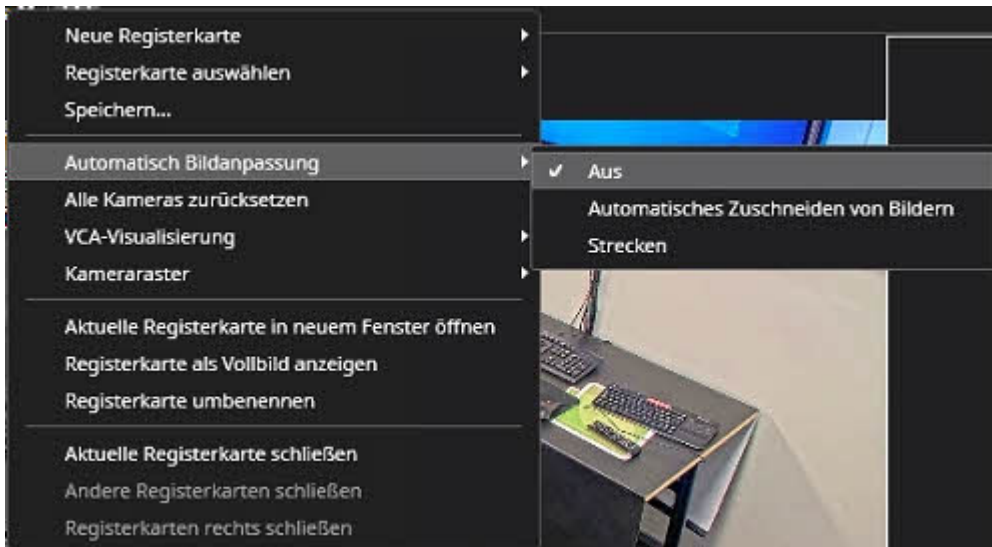 Neue Registerkarte
Registerkarte auswählen
Speichern...
Automatisch Bildanpassung
Alle Kameras zurücksetzen
VCA-Visualisierung
Kameraraster
Aus
Automatisches Zuschneiden von Bildern
Strecken
Aktuelle Registerkarte in neuem Fenster öffnen
Registerkarte als Vollbild anzeigen
Registerkarte umbenennen
Aktuelle Registerkarte schließen
Andere Registerkarten schließen
Registerkarten rechts schließen